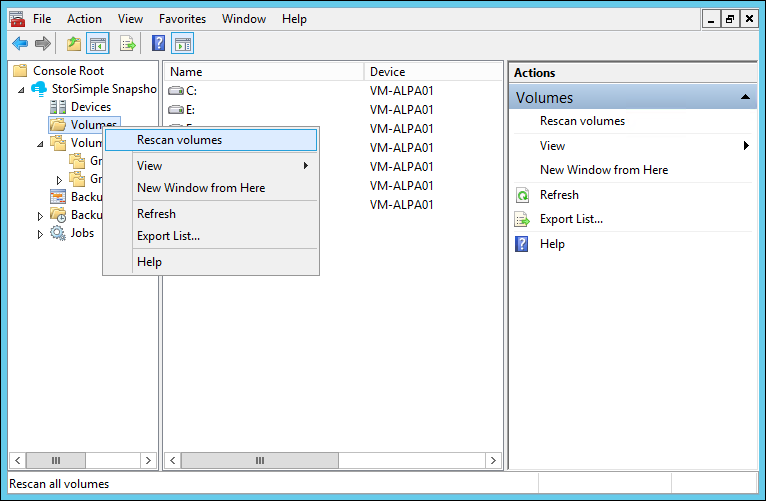 File Action View Favorites Window Help
Console Root
StorSimple Snapsho
Devices
Volumes
Volum
Gr
Gr
Backu
Backu
Jobs
Rescan volumes
View
New Window from Here
Refresh
Export List...
Help
Name Device
C: VM-ALPA01
E: VM-ALPA01
VM-ALPA01
VM-ALPA01
VM-ALPA01
VM-ALPA01
VM-ALPA01
Actions
Volumes
Rescan volumes
View
New Window from Here
Refresh
Export List...
Help
Rescan all volumes